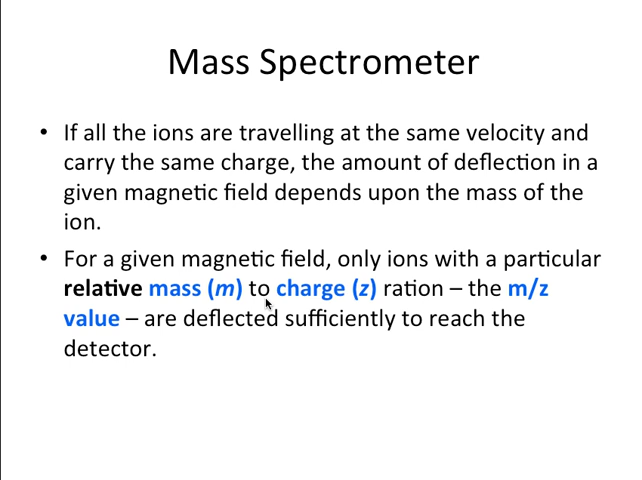 Mass Spectrometer
• If all the ions are travelling at the same velocity and
carry the same charge, the amount of deflection in a
given magnetic field depends upon the mass of the
ion.
• For a given magnetic field, only ions with a particular
relative mass (m) to charge (z) ration – the m/z
value – are deflected sufficiently to reach the
detector.